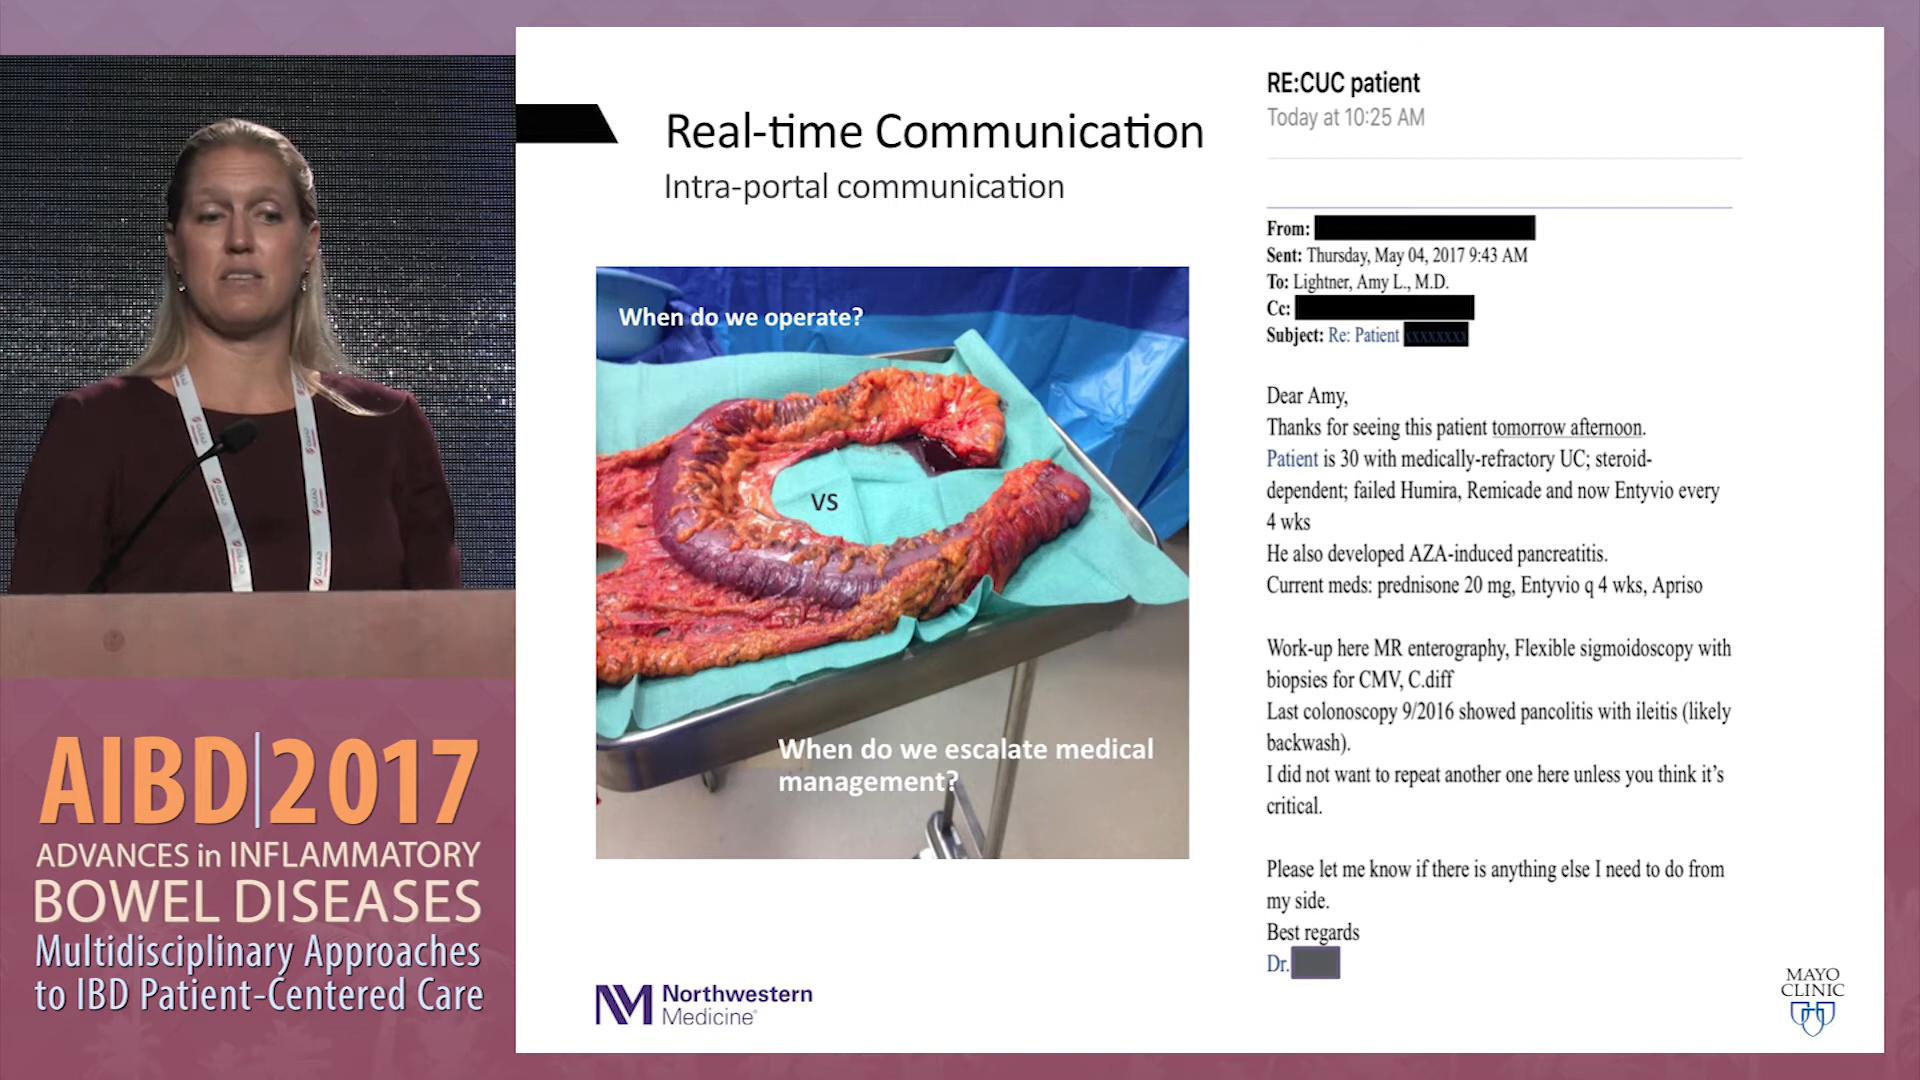 RE:CUC patient
Today at 10:25 AM
Real-time Communication
Intra-portal communication
From:
Sent: Thursday, May 04, 2017 9:43 AM
To: Lightner, Amy L., M.D.
Cc:
Subject: Re: Patient xxxxxxxx
When do we operate?
VS
When do we escalate medical
management?
Dear Amy,
Thanks for seeing this patient tomorrow afternoon.
Patient is 30 with medically-refractory UC; steroid-
dependent; failed Humira, Remicade and now Entyvio every
4 wks
He also developed AZA-induced pancreatitis.
Current meds: prednisone 20 mg, Entyvio q 4 wks, Apriso
Work-up here MR enterography, Flexible sigmoidoscopy with
biopsies for CMV, C.diff
Last colonoscopy 9/2016 showed pancolitis with ileitis (likely
backwash).
I did not want to repeat another one here unless you think it's
critical.
Please let me know if there is anything else I need to do from
my side.
Best regards
Dr.
Northwestern
Medicine®
MAYO
CLINIC
GILEAD
GILEAD
GILEAD
AIBD|2017
ADVANCES in INFLAMMATORY
BOWEL DISEASES
Multidisciplinary Approaches
to IBD Patient-Centered Care